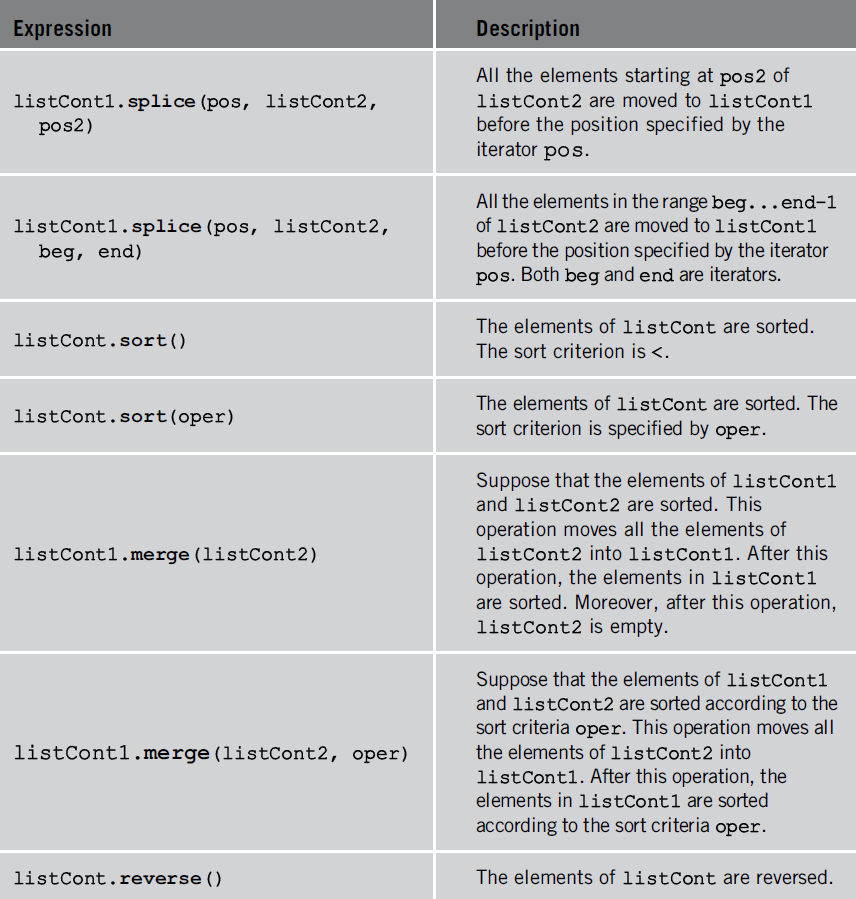 Expression
Description
listCont1.splice(pos, listCont2,
pos2)
All the elements starting at pos2 of
listCont2 are moved to listCont1
before the position specified by the
iterator pos.
listCont1.splice(pos, listCont2,
beg, end)
All the elements in the range beg...end-1
of listCont2 are moved to listCont1
before the position specified by the iterator
pos. Both beg and end are iterators.
listCont.sort()
The elements of listCont are sorted.
The sort criterion is <.
listCont.sort(oper)
The elements of listCont are sorted. The
sort criterion is specified by oper.
listCont1.merge(listCont2)
Suppose that the elements of listCont1
and listCont2 are sorted. This
operation moves all the elements of
listCont2 into listCont1. After this
operation, the elements in listCont1
are sorted. Moreover, after this operation,
listCont2 is empty.
listCont1.merge(listCont2, oper)
Suppose that the elements of listCont1
and listCont2 are sorted according to the
sort criteria oper. This operation moves all
the elements of listCont2 into
listCont1. After this operation, the
elements in listCont1 are sorted
according to the sort criteria oper.
listCont.reverse()
The elements of listCont are reversed.